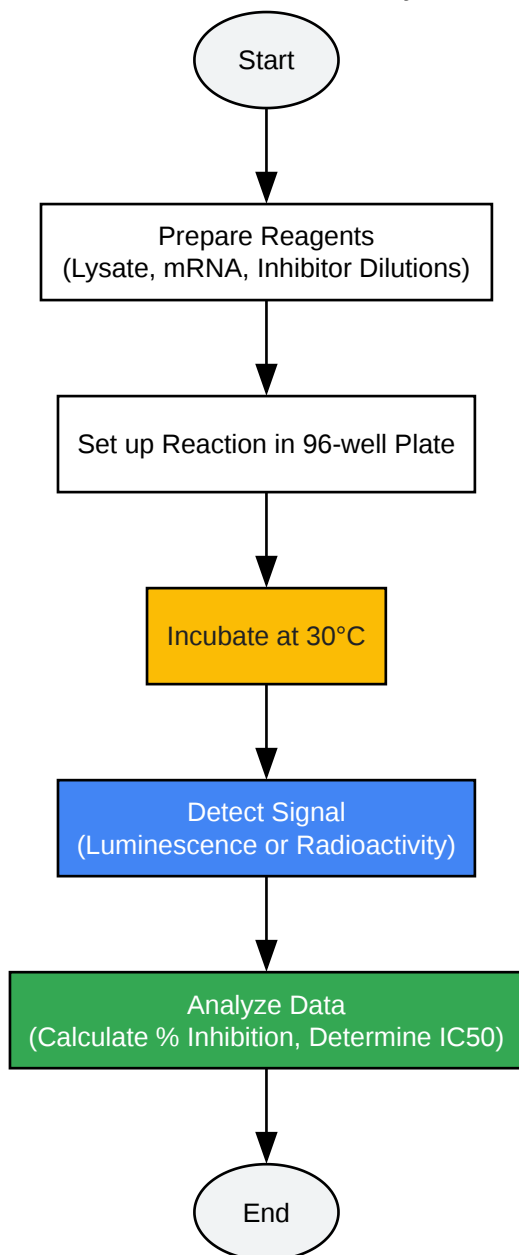 Start
Prepare Reagents
(Lysate, mRNA, Inhibitor Dilutions)
Set up Reaction in 96-well Plate
Incubate at 30°C
Detect Signal
(Luminescence or Radioactivity)
Analyze Data
(Calculate % Inhibition, Determine IC50)
End